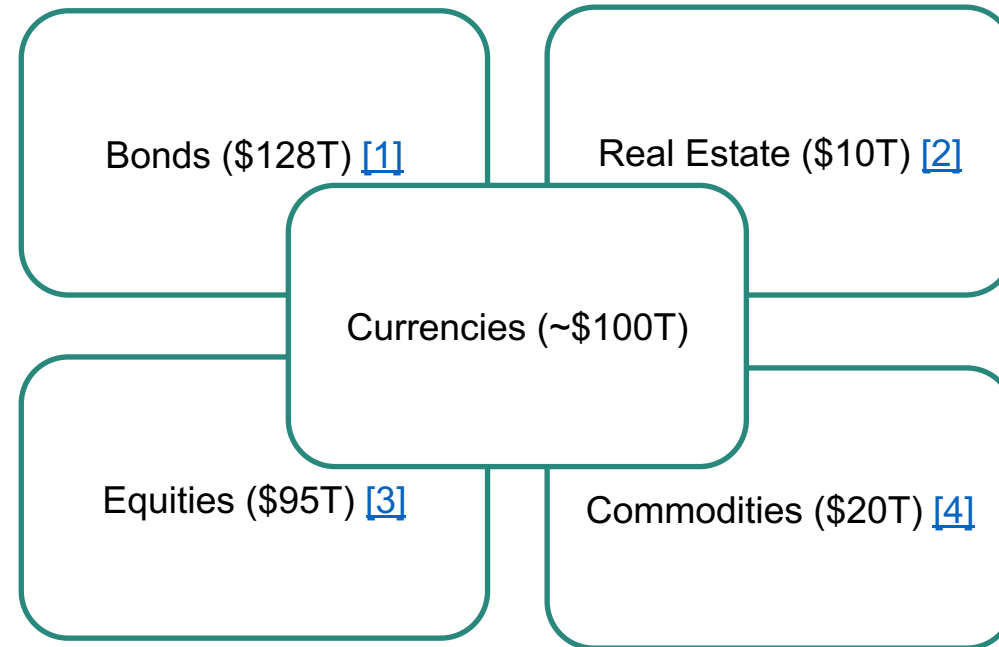 Bonds ($128T) [1]
Real Estate ($10T) [2]
Currencies (~$100T)
Equities ($95T) [3]
Commodities ($20T) [4]